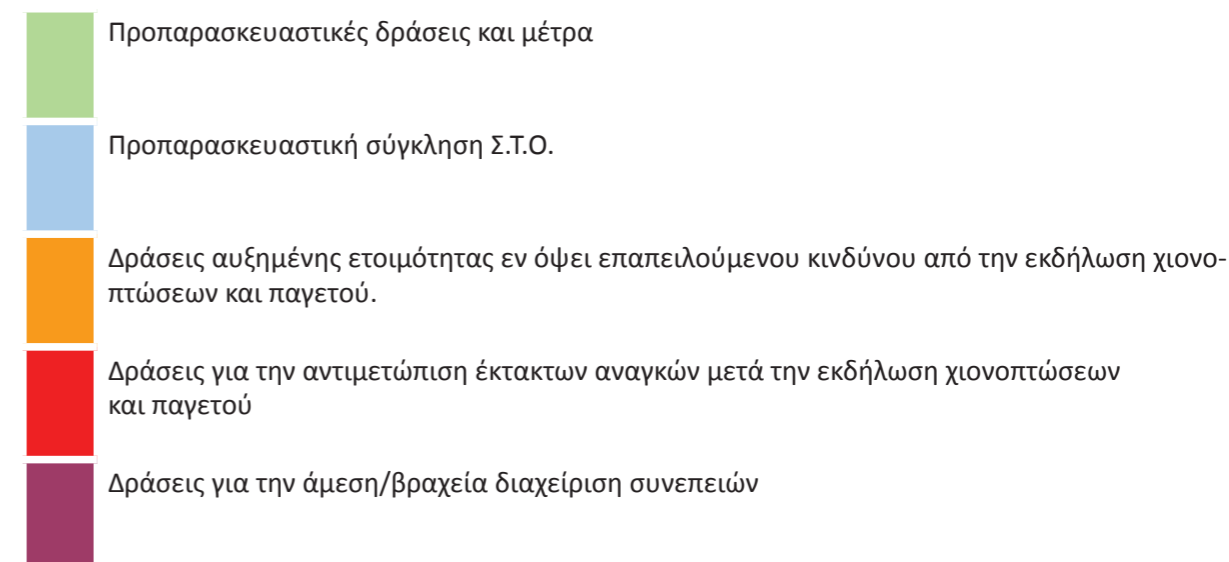 Προπαρασκευαστικές δράσεις και μέτρα
Προπαρασκευαστική σύγκληση Σ.Τ.Ο.
Δράσεις αυξημένης ετοιμότητας εν όψει επαπειλούμενου κινδύνου από την εκδήλωση χιονο-
πτώσεων και παγετού.
Δράσεις για την αντιμετώπιση έκτακτων αναγκών μετά την εκδήλωση χιονοπτώσεων
και παγετού
Δράσεις για την άμεση/βραχεία διαχείριση συνεπειών